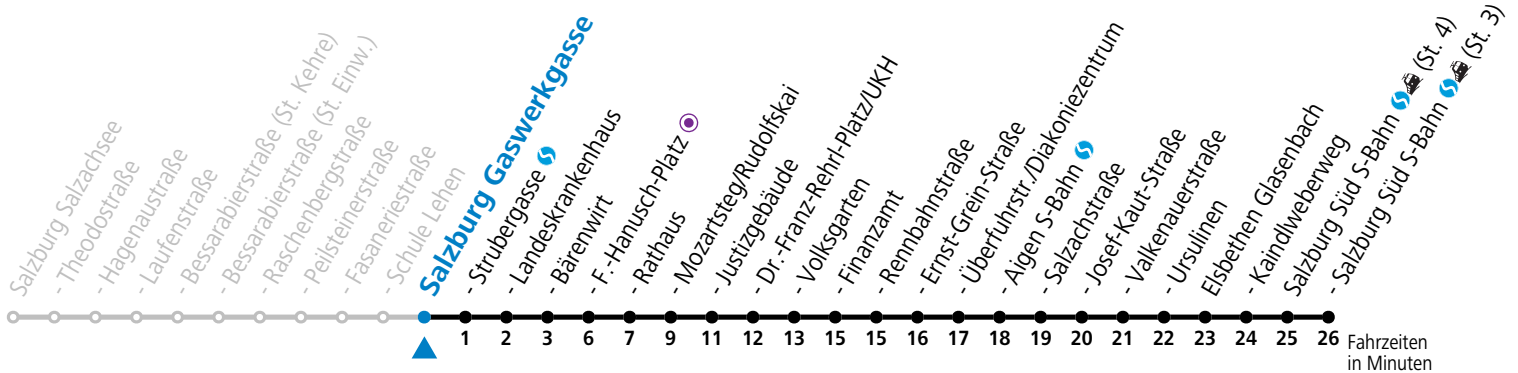 Salzburg Salzachsee
- Theodostraße
- Hagenaustraße
- Laufenstraße
- Bessarabierstraße (St. Kehre)
- Bessarabierstraße (St. Einw.)
- Raschenbergstraße
- Peilsteinerstraße
- Fasaneriestraße
- Schule Lehen
Salzburg Gaswerkgasse
- Strubergasse
- Landeskrankenhaus
- Bärenwirt
- F.-Hanusch-Platz
- Rathaus
- Mozartsteg/Rudolfskai
- Justizgebäude
- Dr.-Franz-Rehrl-Platz/UKH
- Volksgarten
- Finanzamt
- Rennbahnstraße
- Ernst-Grein-Straße
- Überfuhrstr./Diakoniezentrum
- Aigen S-Bahn
- Salzachstraße
- Josef-Kaut-Straße
- Valkenauerstraße
- Ursulinen
Elsbethen Glasenbach
- Kaindlweberweg
Salzburg Süd S-Bahn (St. 4)
- Salzburg Süd S-Bahn (St. 3)
1 2 3 6 7 9 11 12 13 15 15 16 17 18 19 20 21 22 23 24 25 26
Fahrzeiten
in Minuten